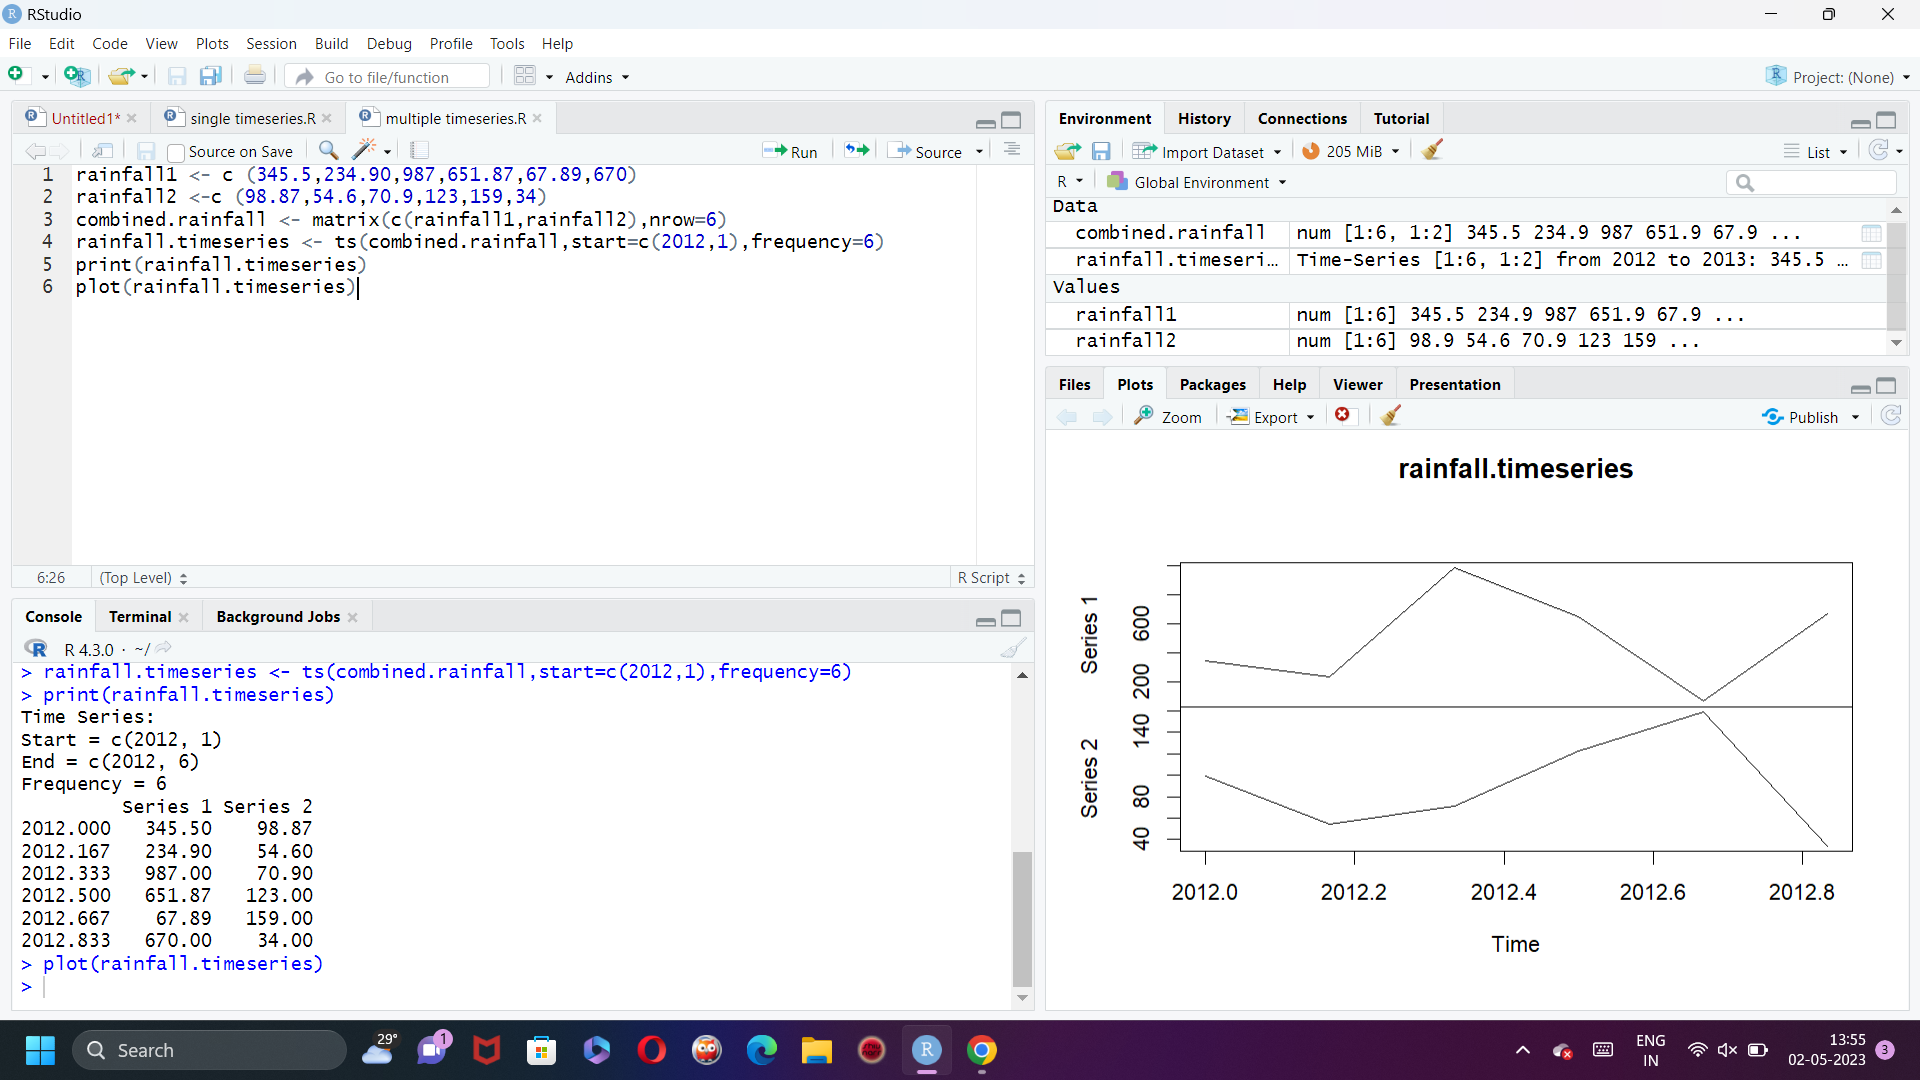 RStudio
File Edit Code View Plots Session Build Debug Profile Tools Help
Go to file/function Addins Project: (None)
Untitled1* single timeseries.R multiple timeseries.R
Source on Save Run Source
1 rainfall1 <- c (345.5,234.90,987,651.87,67.89,670)
2 rainfall2 <-c (98.87,54.6,70.9,123,159,34)
3 combined.rainfall <- matrix(c(rainfall1,rainfall2),nrow=6)
4 rainfall.timeseries <- ts(combined.rainfall,start=c(2012,1),frequency=6)
5 print(rainfall.timeseries)
6 plot(rainfall.timeseries)
6:26 (Top Level) R Script
Console Terminal Background Jobs
R 4.3.0 · ~/
> rainfall.timeseries <- ts(combined.rainfall,start=c(2012,1),frequency=6)
> print(rainfall.timeseries)
Time Series:
Start = c(2012, 1)
End = c(2012, 6)
Frequency = 6
Series 1 Series 2
2012.000 345.50 98.87
2012.167 234.90 54.60
2012.333 987.00 70.90
2012.500 651.87 123.00
2012.667 67.89 159.00
2012.833 670.00 34.00
> plot(rainfall.timeseries)
>
Environment History Connections Tutorial
Import Dataset 205 MiB List
R Global Environment
Data
combined.rainfall num [1:6, 1:2] 345.5 234.9 987 651.9 67.9 ...
rainfall.timeseri… Time-Series [1:6, 1:2] from 2012 to 2013: 345.5 …
Values
rainfall1 num [1:6] 345.5 234.9 987 651.9 67.9 ...
rainfall2 num [1:6] 98.9 54.6 70.9 123 159 ...
Files Plots Packages Help Viewer Presentation
Zoom Export Publish
rainfall.timeseries
Series 1
600
200
Series 2
140
80
40
2012.0 2012.2 2012.4 2012.6 2012.8
Time
Search 29° 1 ENG IN 13:55 02-05-2023 3